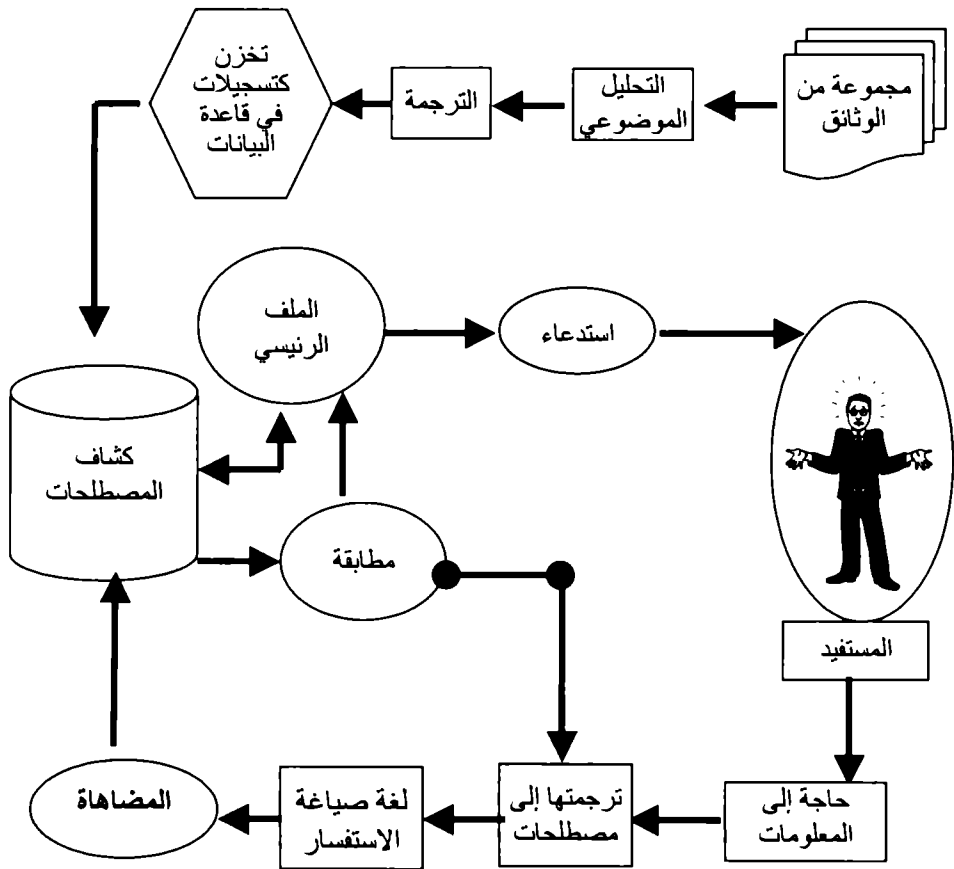 مجموعة من
الوثائق
التحليل
الموضوعي
الترجمة
تخزن
كتسجيلات
في قاعدة
البيانات
الملف
الرئيسي
استدعاء
كشاف
المصطلحات
مطابقة
المستفيد
حاجة إلى
المعلومات
ترجمتها إلى
مصطلحات
لغة صياغة
الاستفسار
المضاهاة